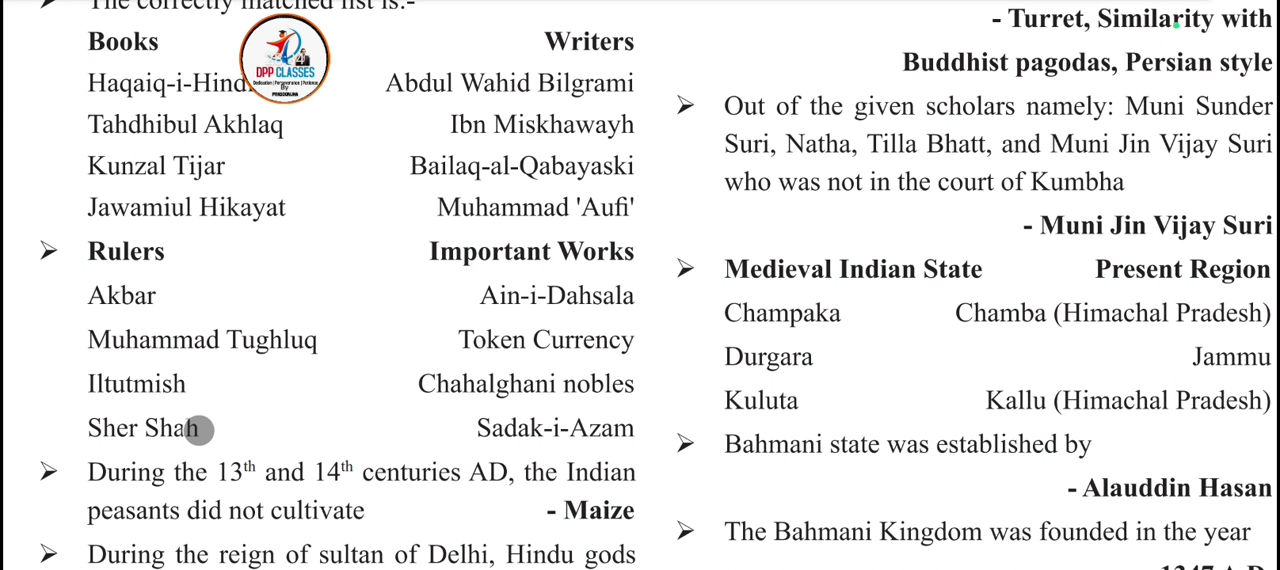 ➢ The correctly matched list is:-
Books Writers
Haqaiq-i-Hindi Abdul Wahid Bilgrami
Tahdhibul Akhlaq Ibn Miskhawayh
Kunzal Tijar Bailaq-al-Qabayaski
Jawamiul Hikayat Muhammad 'Aufi'
➢ Rulers Important Works
Akbar Ain-i-Dahsala
Muhammad Tughluq Token Currency
Iltutmish Chahalghani nobles
Sher Shah Sadak-i-Azam
➢ During the 13th and 14th centuries AD, the Indian
peasants did not cultivate - Maize
➢ During the reign of sultan of Delhi, Hindu gods
DPP CLASSES
By
- Turret, Similarity with
Buddhist pagodas, Persian style
➢ Out of the given scholars namely: Muni Sunder
Suri, Natha, Tilla Bhatt, and Muni Jin Vijay Suri
who was not in the court of Kumbha
- Muni Jin Vijay Suri
➢ Medieval Indian State Present Region
Champaka Chamba (Himachal Pradesh)
Durgara Jammu
Kuluta Kallu (Himachal Pradesh)
➢ Bahmani state was established by
- Alauddin Hasan
➢ The Bahmani Kingdom was founded in the year
- 1347 A.D.